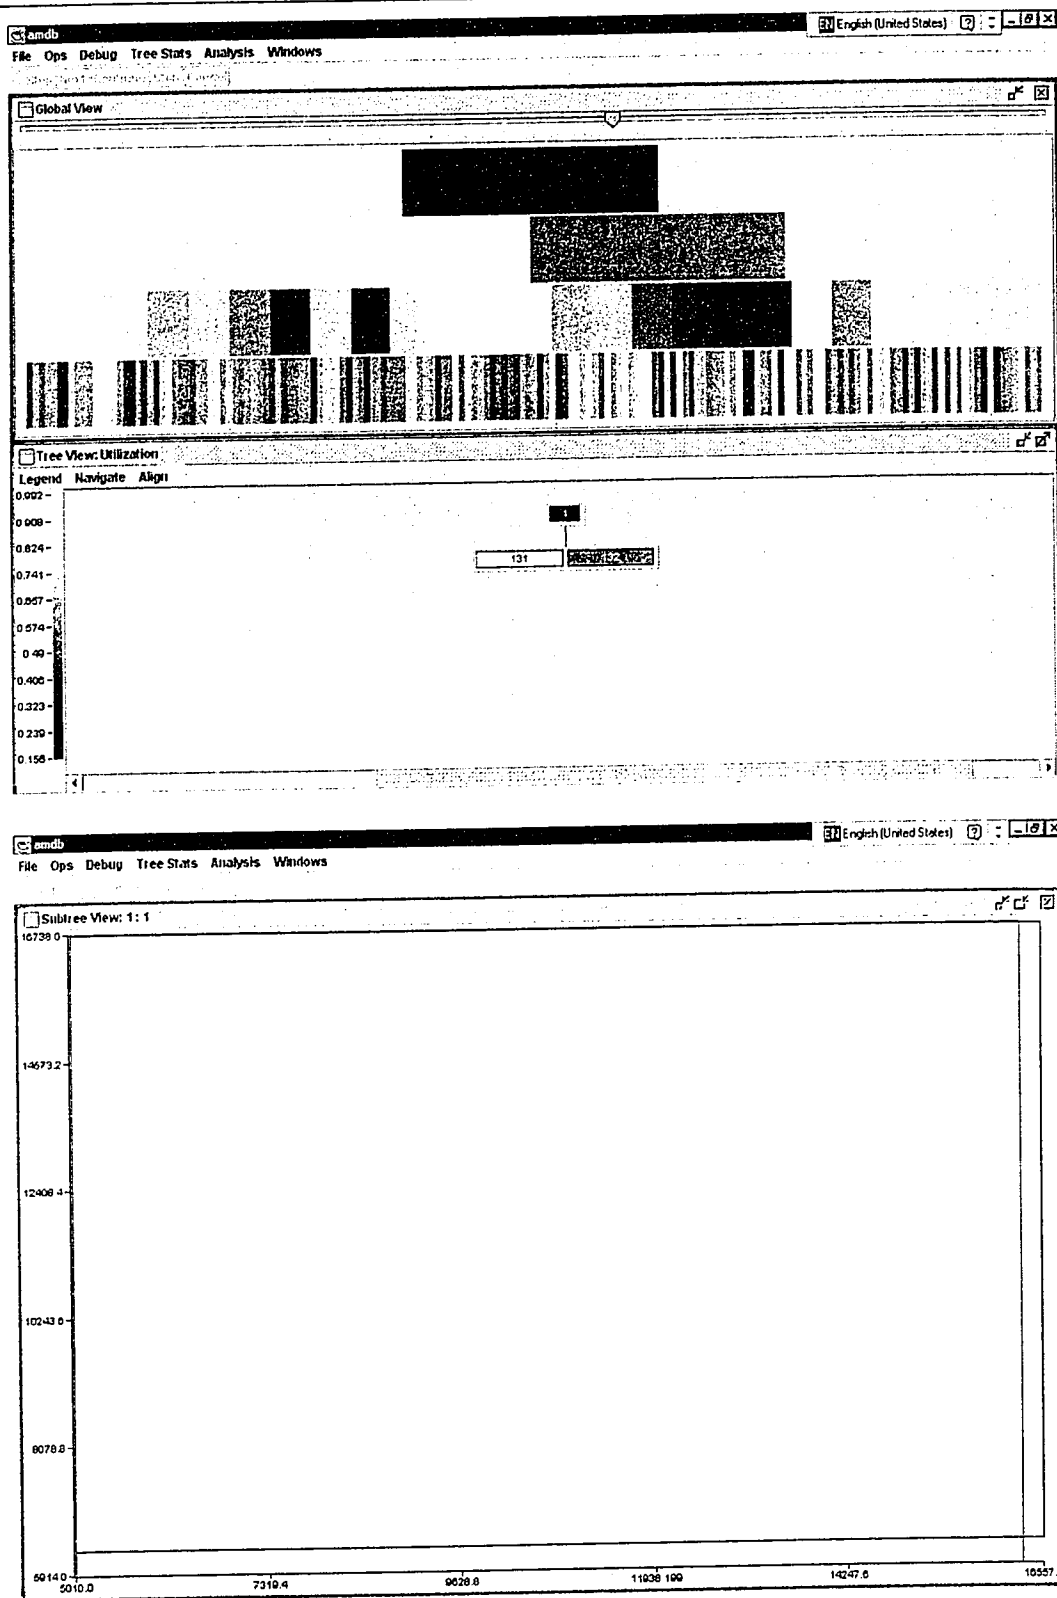 amdb
English (United States)
File Ops Debug Tree Stats Analysis Windows
Global View
Tree View: Utilization
Legend Navigate Align
0.992
0.908
0.824
0.741
0.657
0.574
0.49
0.406
0.323
0.239
0.156
1
131
amdb
English (United States)
File Ops Debug Tree Stats Analysis Windows
Subtree View: 1: 1
16738.0
12408.4
10243.6
8078.8
5914.0
5010.0
7319.4
9628.8
11938.199
14247.6